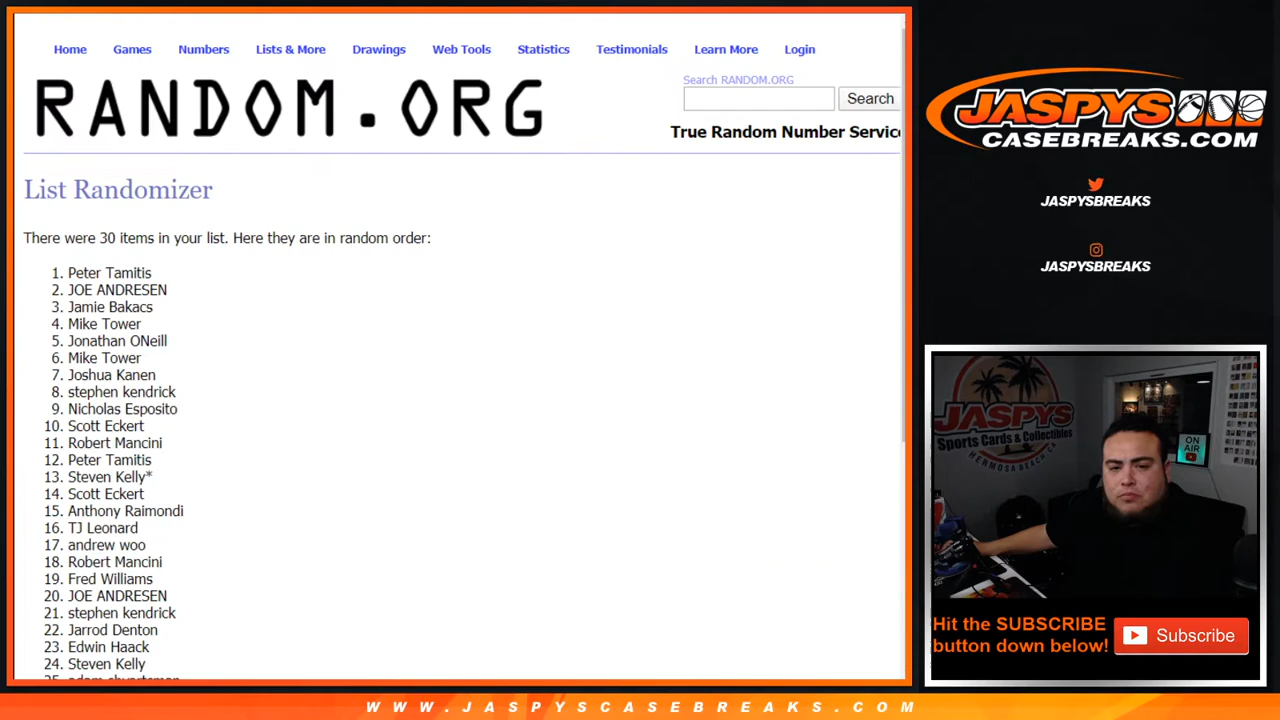 Home Games Numbers Lists & More Drawings Web Tools Statistics Testimonials Learn More Login
RANDOM.ORG
Search RANDOM.ORG
Search
True Random Number Servic
List Randomizer
There were 30 items in your list. Here they are in random order:
1. Peter Tamitis
2. JOE ANDRESEN
3. Jamie Bakacs
4. Mike Tower
5. Jonathan ONeill
6. Mike Tower
7. Joshua Kanen
8. stephen kendrick
9. Nicholas Esposito
10. Scott Eckert
11. Robert Mancini
12. Peter Tamitis
13. Steven Kelly*
14. Scott Eckert
15. Anthony Raimondi
16. TJ Leonard
17. andrew woo
18. Robert Mancini
19. Fred Williams
20. JOE ANDRESEN
21. stephen kendrick
22. Jarrod Denton
23. Edwin Haack
24. Steven Kelly
JASPYS
CASEBREAKS.COM
JASPYSBREAKS
JASPYSBREAKS
JASPYS
Sports Cards & Collectibles
HERMOSA BEACH, CA
ON
AIR
Hit the SUBSCRIBE
button down below!
Subscribe
WWW.JASPYSCASEBREAKS.COM